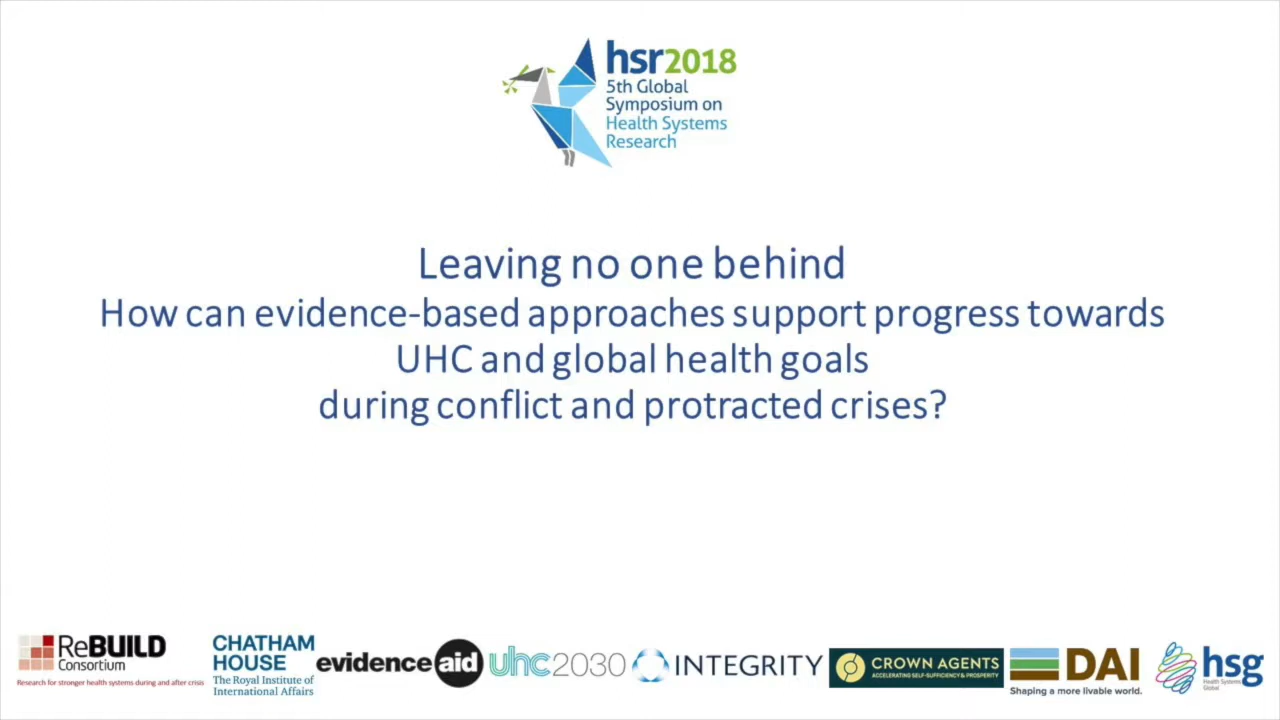 hsr2018
5th Global
Symposium on
Health Systems
Research
Leaving no one behind
How can evidence-based approaches support progress towards
UHC and global health goals
during conflict and protracted crises?
ReBUILD
Consortium
Research for stronger health systems during and after crisis
CHATHAM
HOUSE
The Royal Institute of
International Affairs
evidence aid
uhc2030
INTEGRITY
CROWN AGENTS
ACCELERATING SELF-SUFFICIENCY & PROSPERITY
DAI
Shaping a more livable world.
hsg
Health Systems
Global